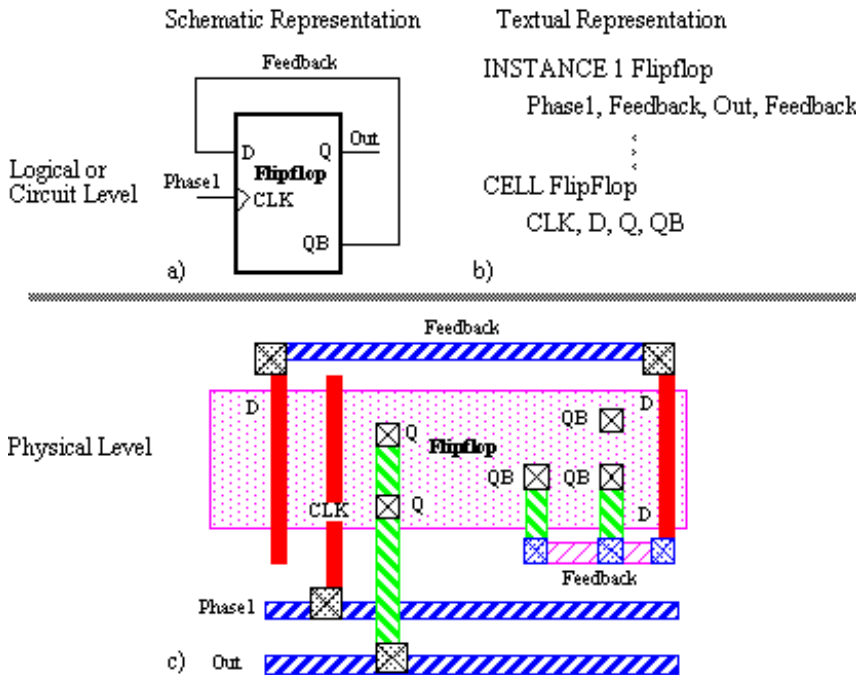 Schematic Representation
Textual Representation
Feedback
D
Q
Out
Flipflop
Phase1
CLK
QB
Logical or
Circuit Level
a)
INSTANCE 1 Flipflop
Phase1, Feedback, Out, Feedback
CELL FlipFlop
CLK, D, Q, QB
b)
Feedback
D
D
Q
QB
Flipflop
Physical Level
QB
QB
CLK
Q
D
Feedback
Phase1
c)
Out